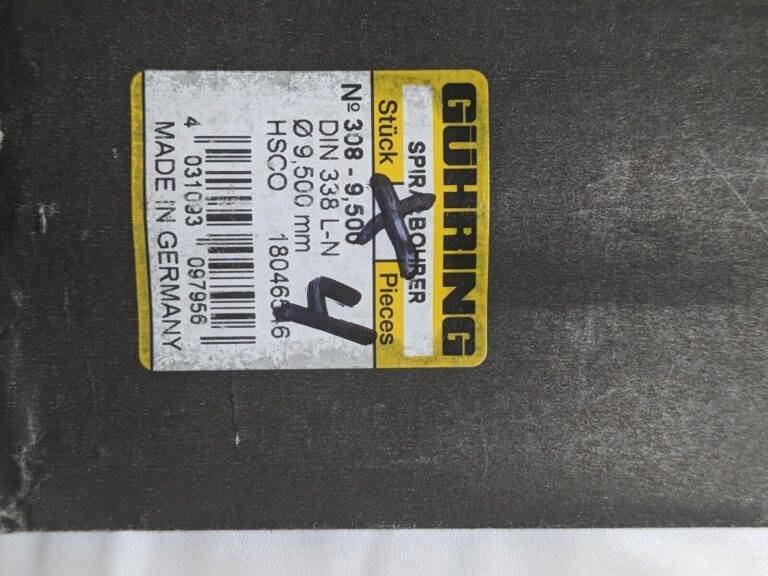 GÜHRING
SPIRALBOHRER
Stück Pieces
Nº 308 - 9,500
DIN 338 L-N
Ø 9,500 mm
HSCO
4
4 031093 097956
MADE IN GERMANY